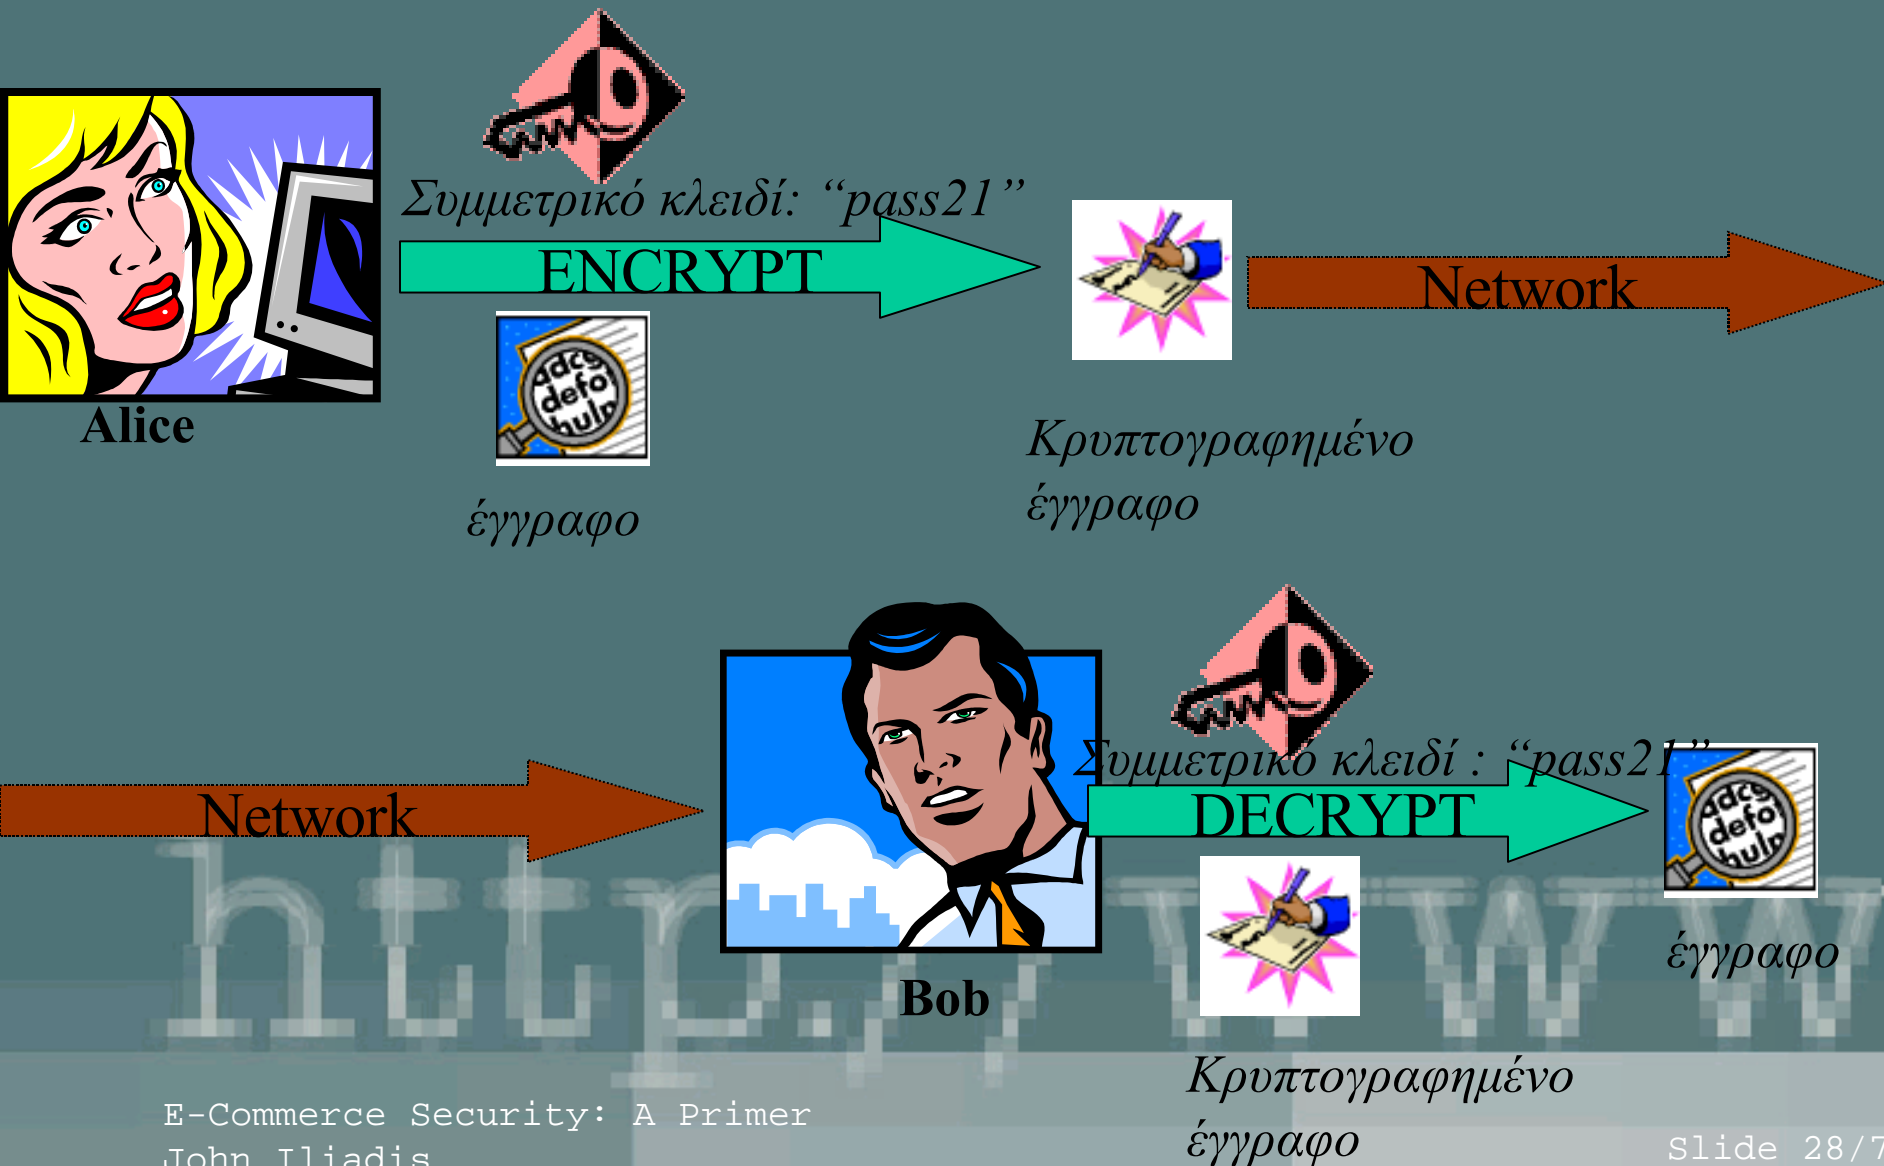 Συμμετρικό κλειδί: “pass21”
ENCRYPT
Network
Alice
έγγραφο
Κρυπτογραφημένο
έγγραφο
Network
Συμμετρικό κλειδί : “pass21”
DECRYPT
Bob
έγγραφο
Κρυπτογραφημένο
έγγραφο
E-Commerce Security: A Primer
John Iliadis
Slide 28/7